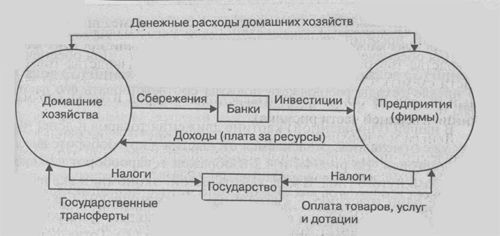 Денежные расходы домашних хозяйств
Домашние
хозяйства
Сбережения
Банки
Инвестиции
Предприятия
(фирмы)
Доходы (плата за ресурсы)
Налоги
Государство
Налоги
Государственные
трансферты
Оплата товаров, услуг
и дотации